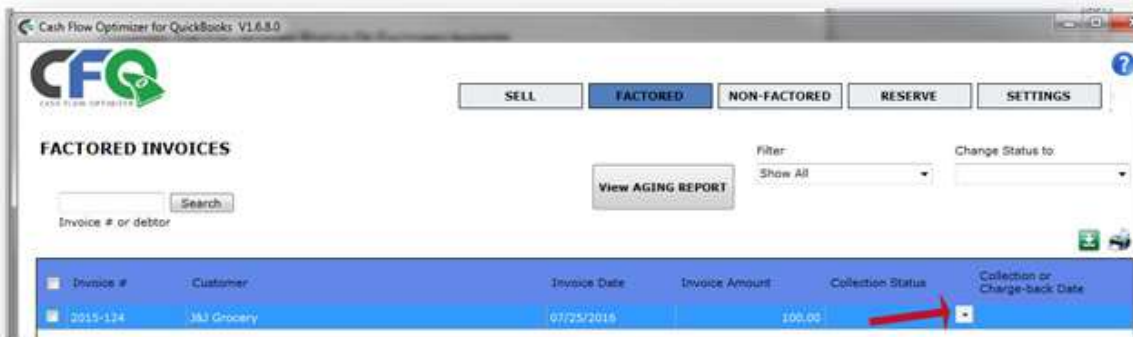 Cash Flow Optimizer for QuickBooks V1.6.8.0
CFO
CASH FLOW OPTIMIZER
SELL FACTORED NON-FACTORED RESERVE SETTINGS
?
FACTORED INVOICES
Filter Change Status to
View AGING REPORT Show All
Search
Invoice # or debtor
Invoice # Customer Invoice Date Invoice Amount Collection Status Collection or
Charge-back Date
2015-124 J&J Grocery 07/25/2016 100.00